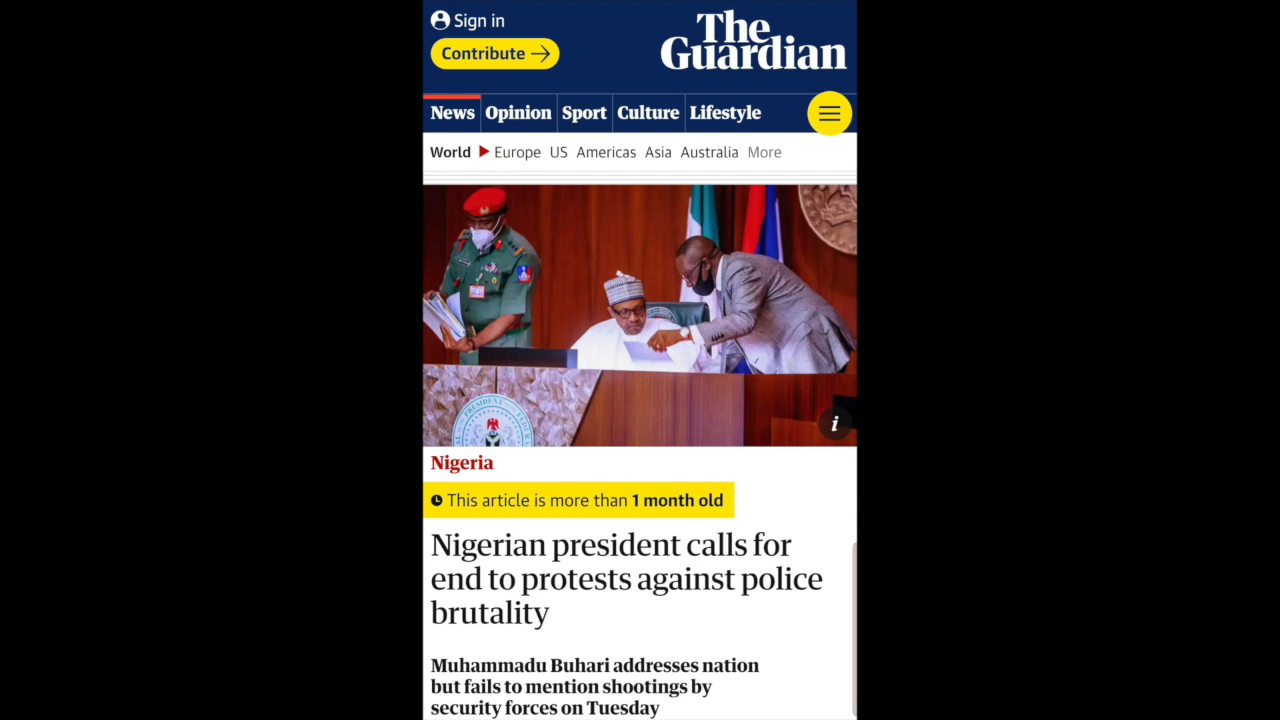 Sign in
Contribute
The
Guardian
News
Opinion
Sport
Culture
Lifestyle
World
Europe
US
Americas
Asia
Australia
More
PRESIDENT
i
Nigeria
This article is more than 1 month old
Nigerian president calls for
end to protests against police
brutality
Muhammadu Buhari addresses nation
but fails to mention shootings by
security forces on Tuesday